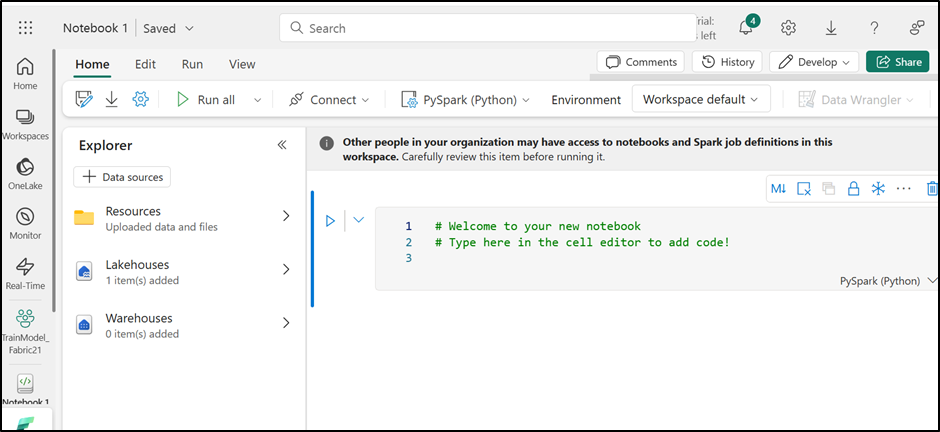 Notebook 1
Saved
Search
rial:
s left
4
Home
Edit
Run
View
Comments
History
Develop
Share
Run all
Connect
PySpark (Python)
Environment
Workspace default
Data Wrangler
Home
Workspaces
OneLake
Monitor
Real-Time
TrainModel_
Fabric21
Notebook 1
Explorer
Data sources
Resources
Uploaded data and files
Lakehouses
1 item(s) added
Warehouses
0 item(s) added
Other people in your organization may have access to notebooks and Spark job definitions in this
workspace. Carefully review this item before running it.
M↓
1 # Welcome to your new notebook
2 # Type here in the cell editor to add code!
3
PySpark (Python)